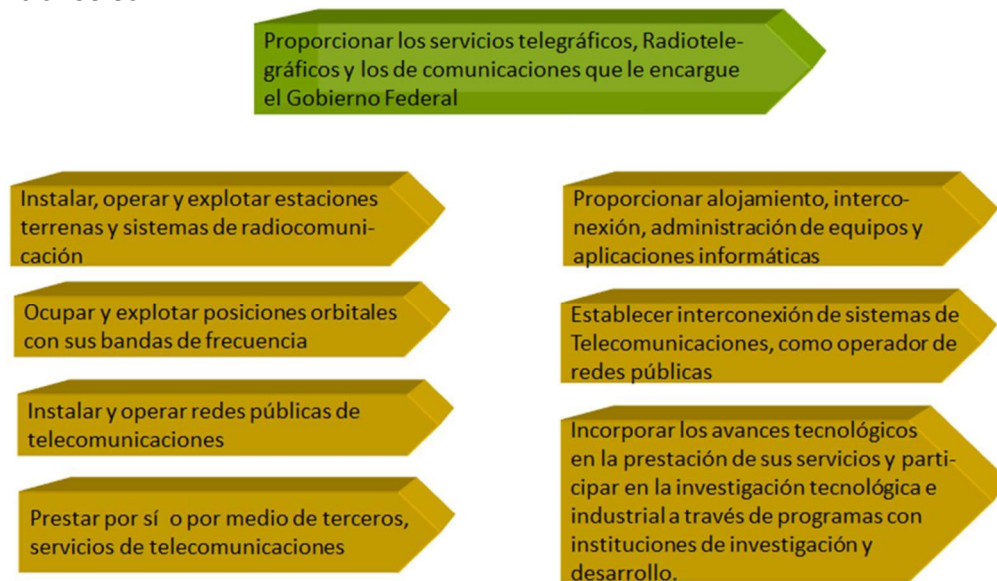 Proporcionar los servicios telegráficos, Radiotele-
gráficos y los de comunicaciones que le encargue
el Gobierno Federal
Instalar, operar y explotar estaciones
terrenas y sistemas de radiocomuni-
cación
Ocupar y explotar posiciones orbitales
con sus bandas de frecuencia
Instalar y operar redes públicas de
telecomunicaciones
Prestar por sí o por medio de terceros,
servicios de telecomunicaciones
Proporcionar alojamiento, interco-
nexión, administración de equipos y
aplicaciones informáticas
Establecer interconexión de sistemas de
Telecomunicaciones, como operador de
redes públicas
Incorporar los avances tecnológicos
en la prestación de sus servicios y parti-
cipar en la investigación tecnológica e
industrial a través de programas con
instituciones de investigación y
desarrollo.